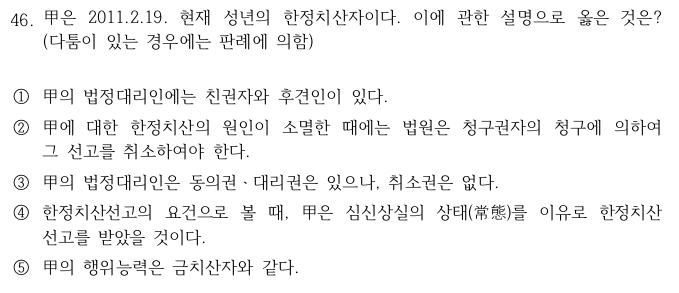 46. 甲은 2011.2.19. 현재 성년의 한정치산자이다. 이에 관한 설명으로 옳은 것은?
(다툼이 있는 경우에는 판례에 의함)
① 甲의 법정대리인에는 친권자와 후견인이 있다.
② 甲에 대한 한정치산의 원인이 소멸한 때에는 법원은 청구권자의 청구에 의하여
그 선고를 취소하여야 한다.
③ 甲의 법정대리인은 동의권ㆍ대리권은 있으나, 취소권은 없다.
④ 한정치산선고의 요건으로 볼 때, 甲은 심신상실의 상태(常態)를 이유로 한정치산
선고를 받았을 것이다.
⑤ 甲의 행위능력은 금치산자와 같다.